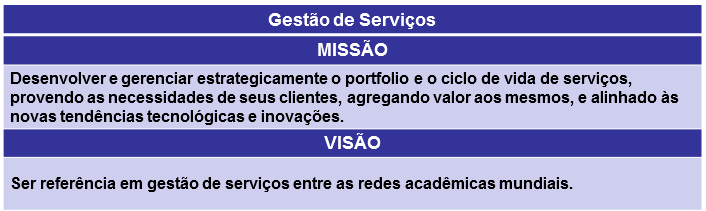 Gestão de Serviços
MISSÃO
Desenvolver e gerenciar estrategicamente o portfolio e o ciclo de vida de serviços,
provendo as necessidades de seus clientes, agregando valor aos mesmos, e alinhado às
novas tendências tecnológicas e inovações.
VISÃO
Ser referência em gestão de serviços entre as redes acadêmicas mundiais.